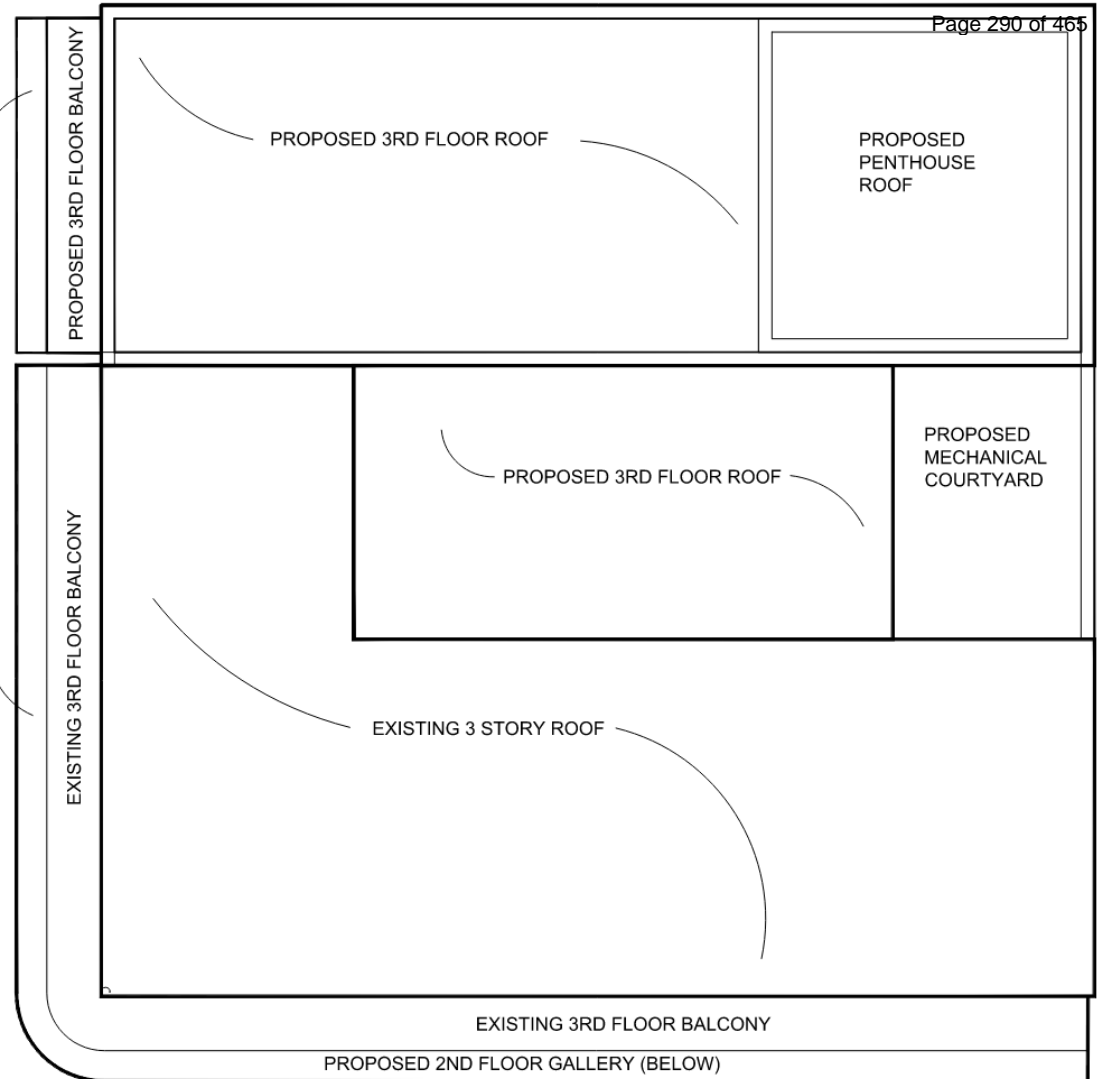 Page 290 of 465
PROPOSED 3RD FLOOR BALCONY
PROPOSED 3RD FLOOR ROOF
PROPOSED
PENTHOUSE
ROOF
PROPOSED
MECHANICAL
COURTYARD
PROPOSED 3RD FLOOR ROOF
EXISTING 3RD FLOOR BALCONY
EXISTING 3 STORY ROOF
EXISTING 3RD FLOOR BALCONY
PROPOSED 2ND FLOOR GALLERY (BELOW)